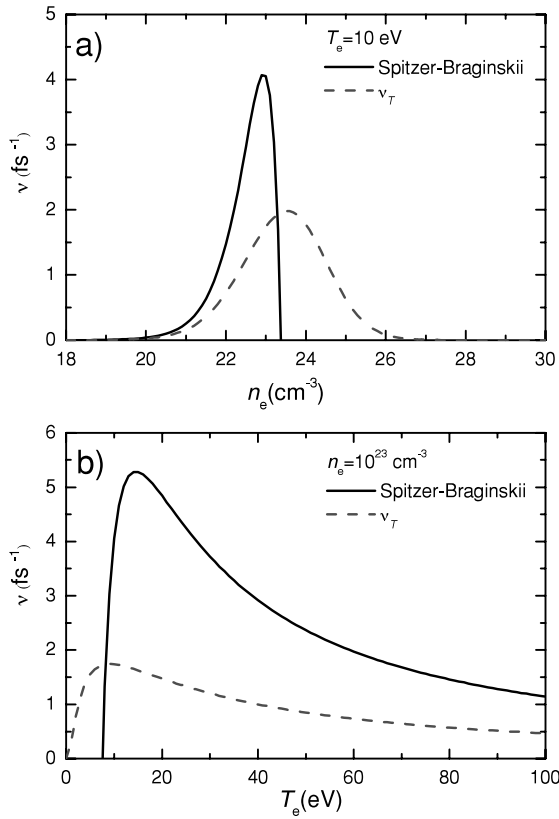 a)
T_e=10 eV
Spitzer-Braginskii
ν_T
5
4
3
2
1
0
ν (fs⁻¹)
18 20 22 24 26 28 30
n_e(cm⁻³)
b)
n_e=10²³ cm⁻³
Spitzer-Braginskii
ν_T
6
5
4
3
2
1
0
ν (fs⁻¹)
0 20 40 60 80 100
T_e(eV)